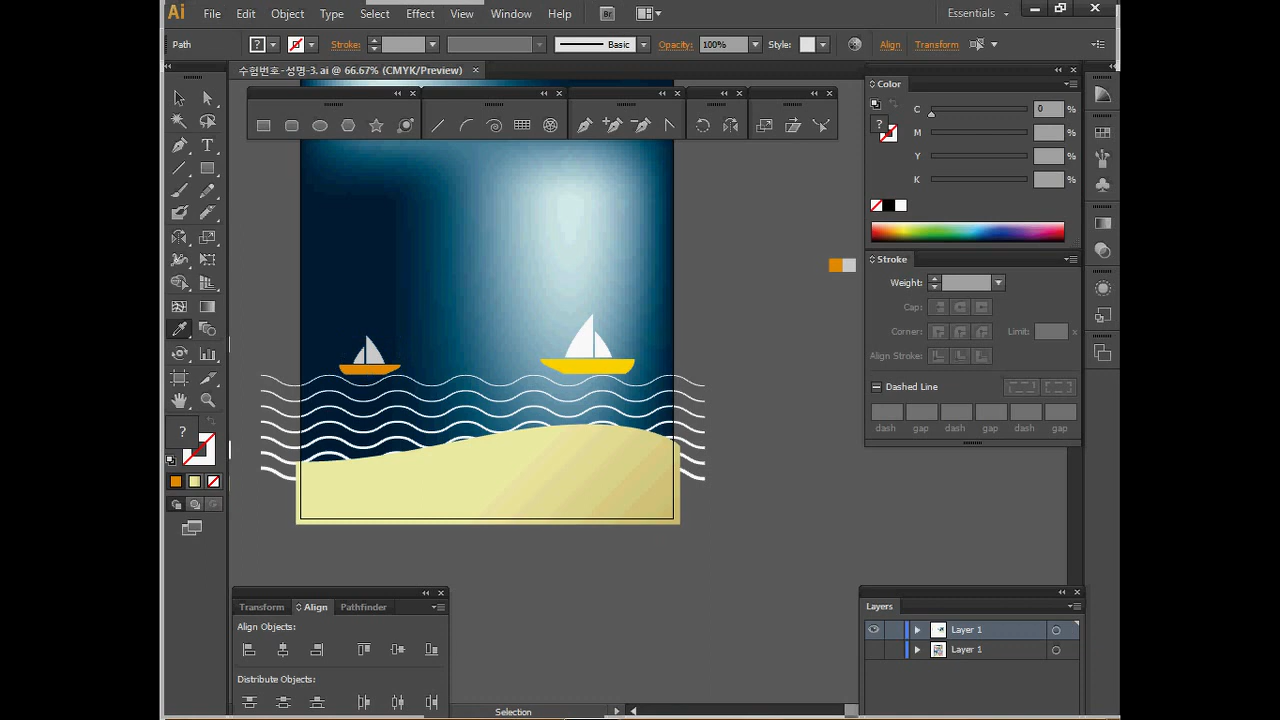 Ai File Edit Object Type Select Effect View Window Help Br Essentials
Path ? Stroke: Basic Opacity: 100% Style: Align Transform
수험번호-성명-3.ai @ 66.67% (CMYK/Preview) ×
Color
C 0 %
M %
Y %
K %
?
Stroke
Weight:
Cap:
Corner: Limit: x
Align Stroke:
Dashed Line
dash gap dash gap dash gap
T
?
Transform Align Pathfinder
Align Objects:
Distribute Objects:
Layers
Layer 1
Layer 1
Selection